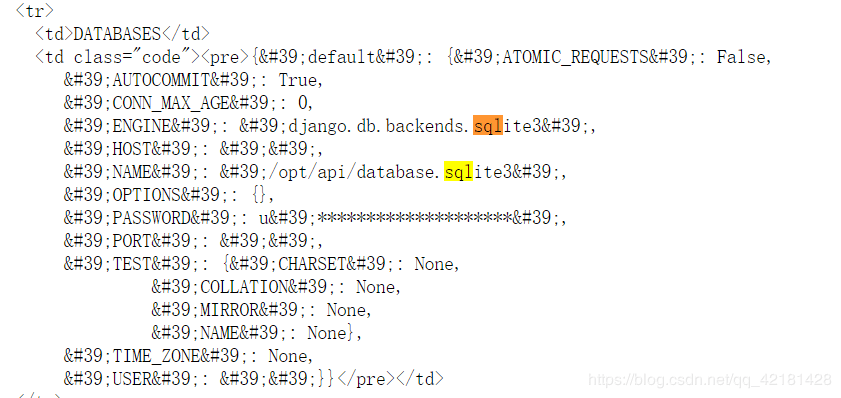 <tr>
<td>DATABASES</td>
<td class="code"><pre>{&#39;default&#39;: {&#39;ATOMIC_REQUESTS&#39;: False,
&#39;AUTOCOMMIT&#39;: True,
&#39;CONN_MAX_AGE&#39;: 0,
&#39;ENGINE&#39;: &#39;django.db.backends.sqlite3&#39;,
&#39;HOST&#39;: &#39;&#39;,
&#39;NAME&#39;: &#39;/opt/api/database.sqlite3&#39;,
&#39;OPTIONS&#39;: {},
&#39;PASSWORD&#39;: u&#39;********************&#39;,
&#39;PORT&#39;: &#39;&#39;,
&#39;TEST&#39;: {&#39;CHARSET&#39;: None,
&#39;COLLATION&#39;: None,
&#39;MIRROR&#39;: None,
&#39;NAME&#39;: None},
&#39;TIME_ZONE&#39;: None,
&#39;USER&#39;: &#39;&#39;}}</pre></td>
https://blog.csdn.net/qq_42181428